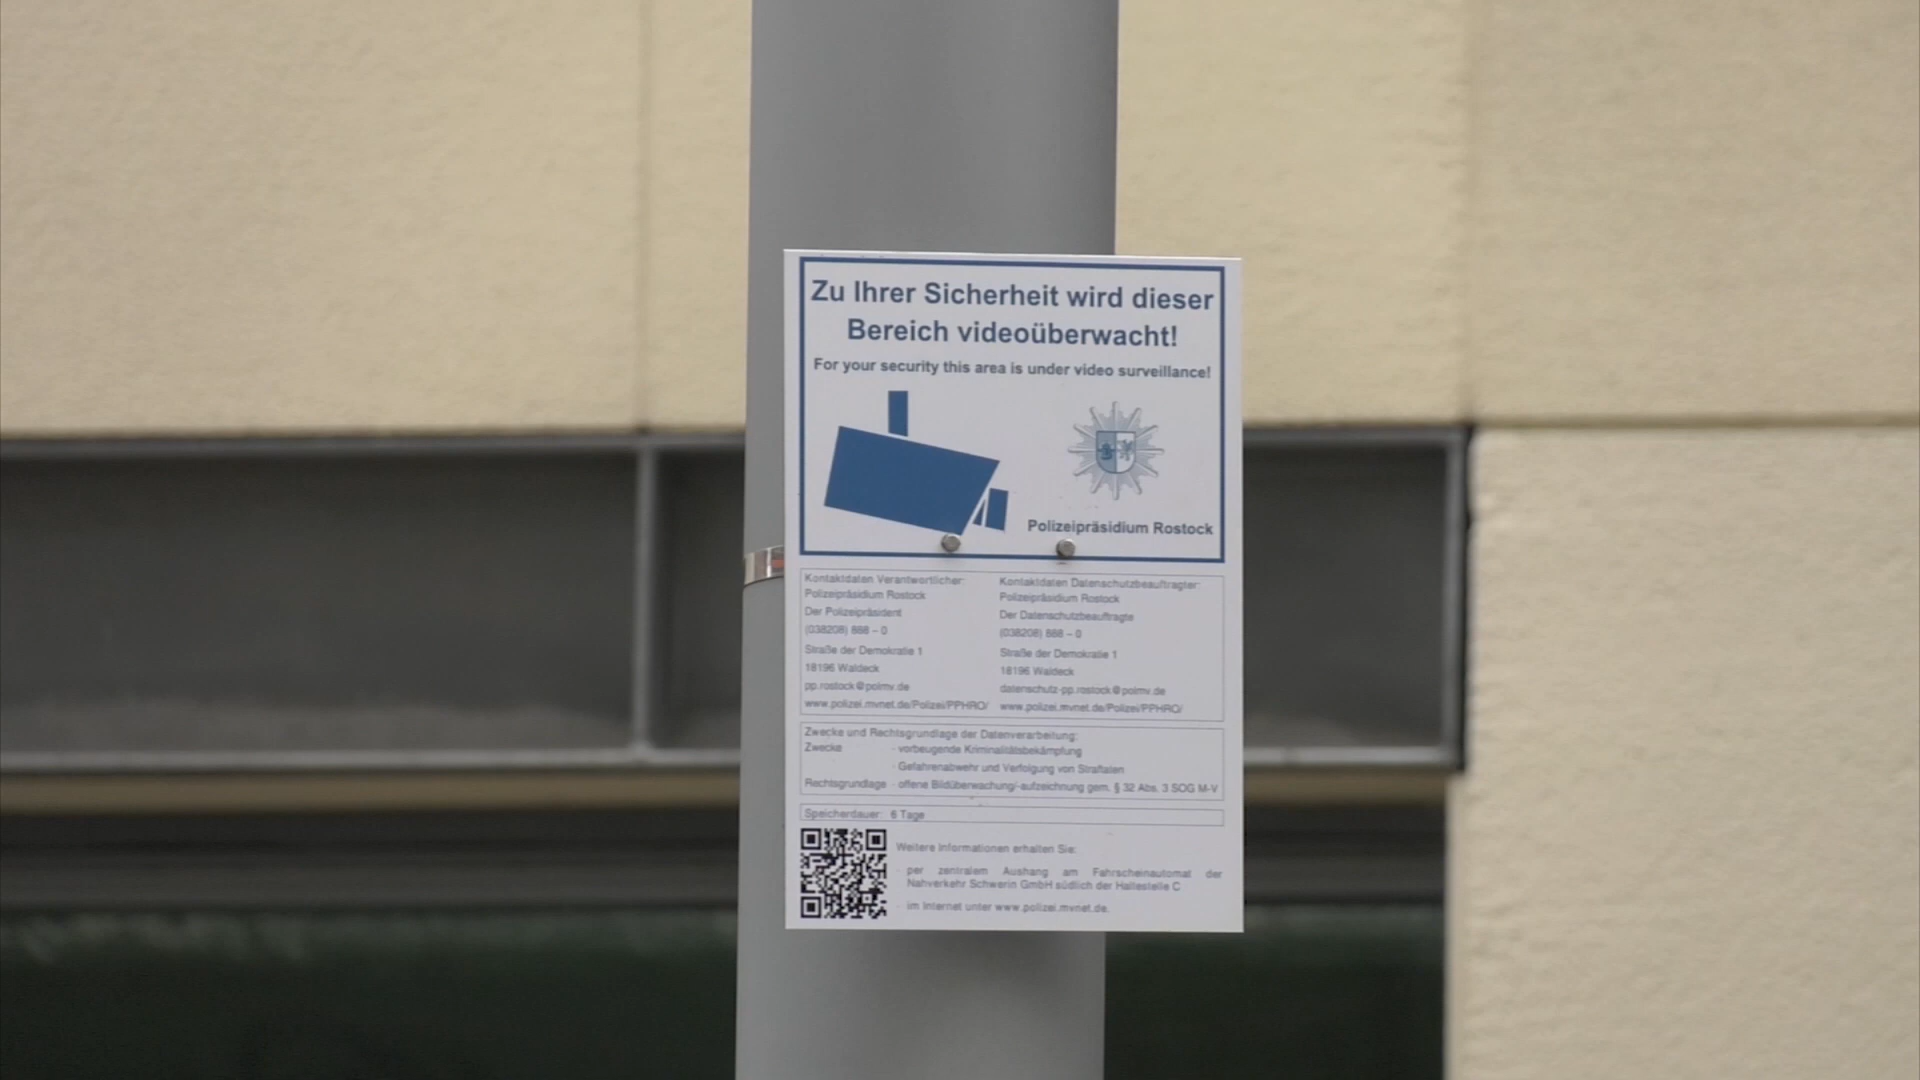 Zu Ihrer Sicherheit wird dieser
Bereich videoüberwacht!
For your security this area is under video surveillance!
Polizeipräsidium Rostock
Kontaktdaten Verantwortlicher:
Polizeipräsidium Rostock
Der Polizeipräsident
(038208) 888 – 0
Straße der Demokratie 1
18196 Waldeck
pp.rostock@polmv.de
www.polizei.mvnet.de/Polizei/PPHRO/
Kontaktdaten Datenschutzbeauftragter:
Polizeipräsidium Rostock
Der Datenschutzbeauftragte
(038208) 888 – 0
Straße der Demokratie 1
18196 Waldeck
datenschutz-pp.rostock@polmv.de
www.polizei.mvnet.de/Polizei/PPHRO/
Zwecke und Rechtsgrundlage der Datenverarbeitung:
Zwecke - vorbeugende Kriminalitätsbekämpfung
- Gefahrenabwehr und Verfolgung von Straftaten
Rechtsgrundlage - offene Bildüberwachung/-aufzeichnung gem. § 32 Abs. 3 SOG M-V
Speicherdauer: 6 Tage
Weitere Informationen erhalten Sie:
- per zentralem Aushang am Fahrscheinautomat der
Nahverkehr Schwerin GmbH südlich der Haltestelle C
- im Internet unter www.polizei.mvnet.de.